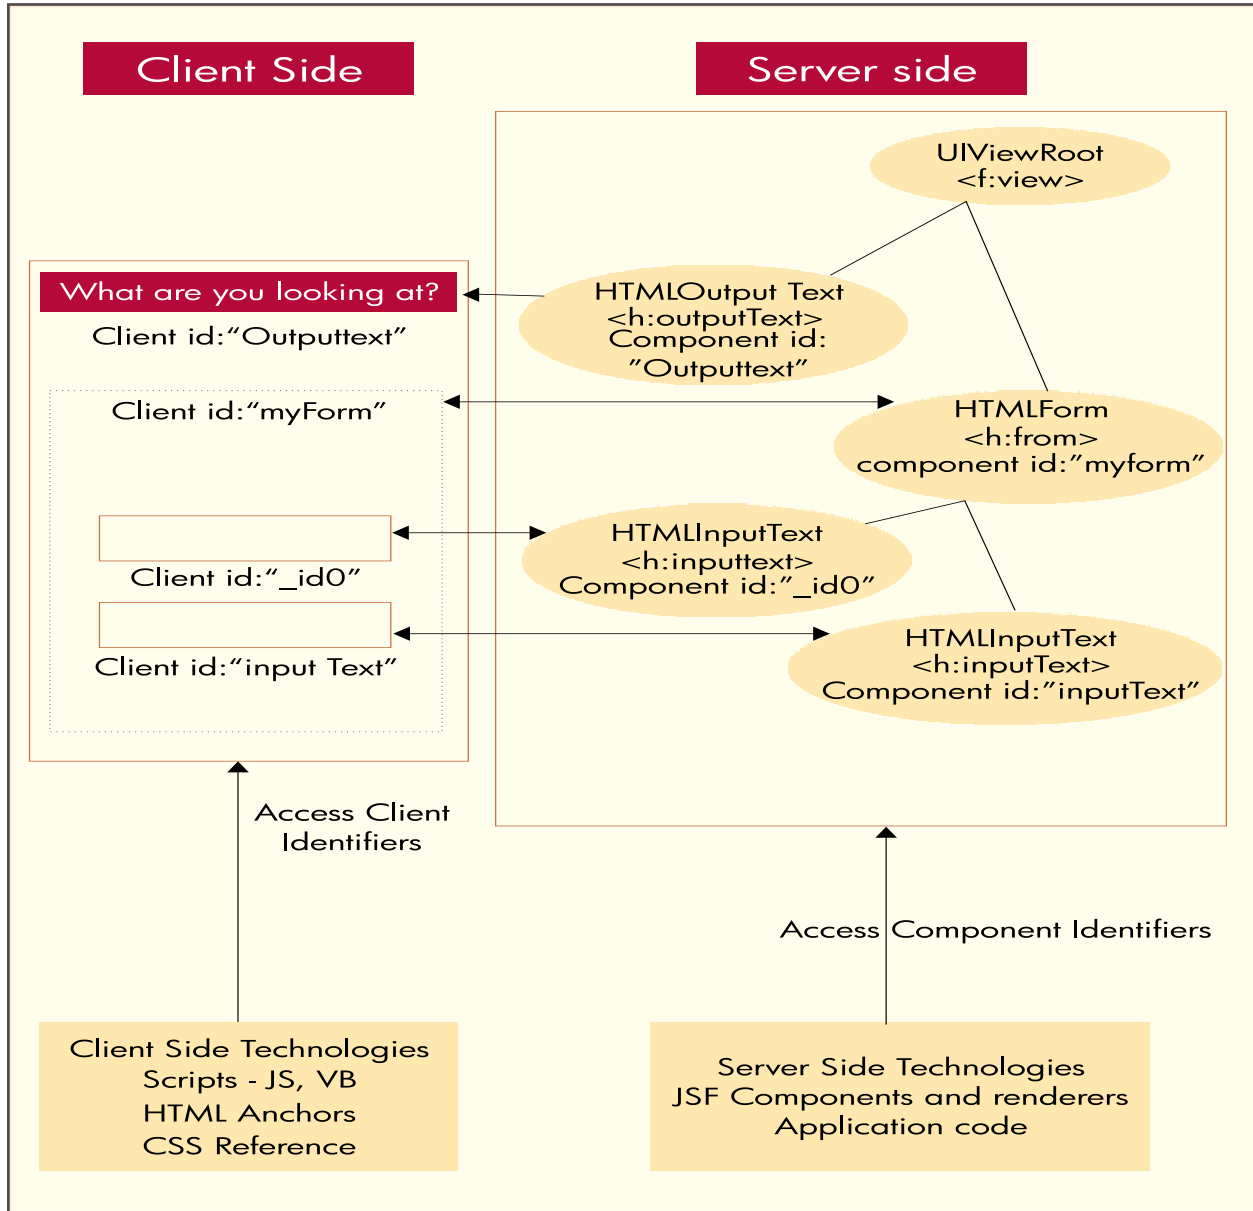 Client Side
Server side
UIViewRoot
<f:view>
What are you looking at?
Client id:“Outputtext”
HTMLOutput Text
<h:outputText>
Component id:
”Outputtext”
Client id:“myForm”
HTMLForm
<h:from>
component id:”myform”
Client id:“_id0”
HTMLInputText
<h:inputtext>
Component id:”_id0”
Client id:“input Text”
HTMLInputText
<h:inputText>
Component id:”inputText”
Access Client
Identifiers
Access Component Identifiers
Client Side Technologies
Scripts - JS, VB
HTML Anchors
CSS Reference
Server Side Technologies
JSF Components and renderers
Application code